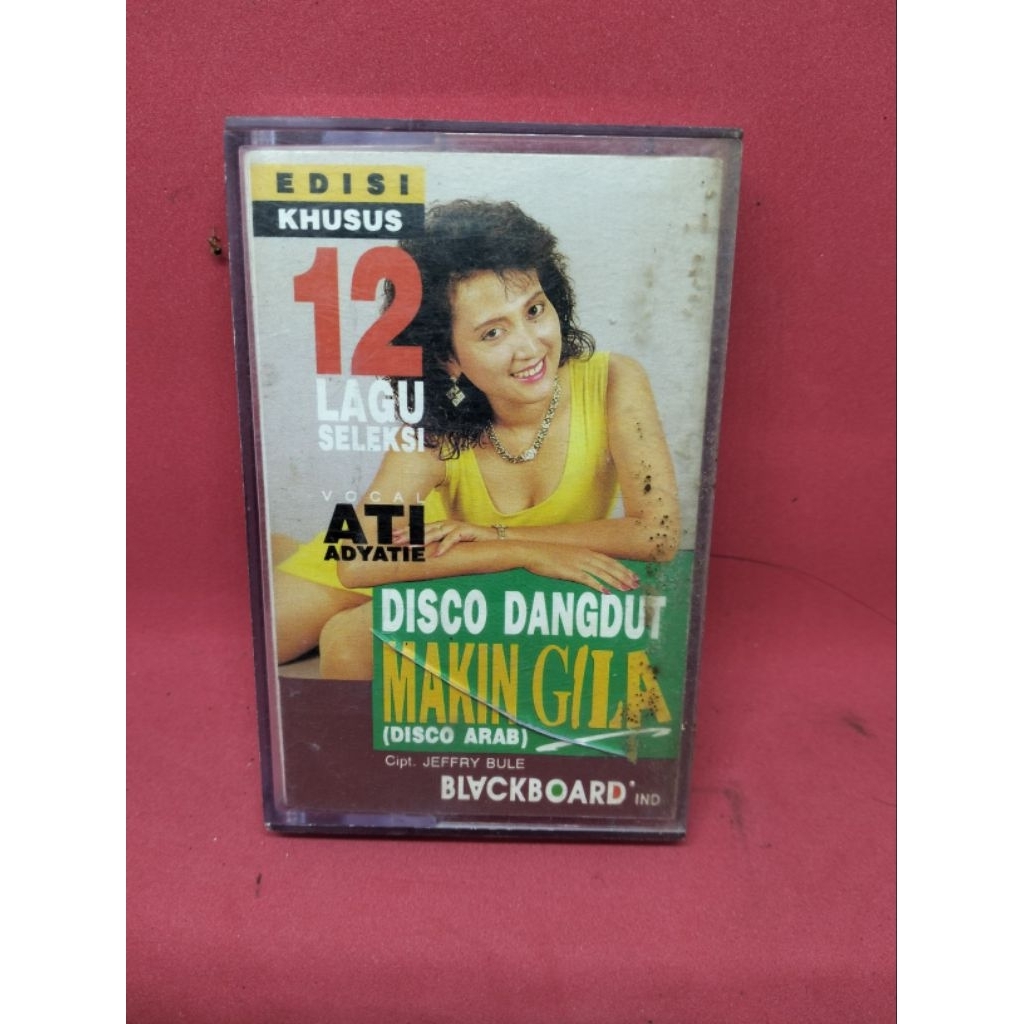 EDISI
KHUSUS
12
LAGU
SELEKSI
VOCAL
ATI
ADYATIE
DISCO DANGDUT
MAKIN GILA
(DISCO ARAB)
Cipt. JEFFRY BULE
BLACKBOARD IND